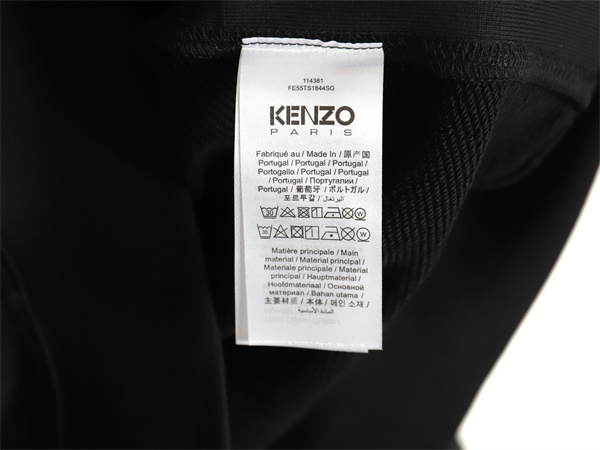 114381
FE55TS1844SG
KENZO
PARIS
Fabriqué au / Made In / 原产国
Portugal / Portugal / Portugal /
Portogallo / Portugal / Portugal
/ Portugal / Португалии /
Portugal / 葡萄牙 / ポルトガル /
포르투갈 / البرتغال
30 W
30 W
Matière principale / Main
material / Material principal /
Materiale principale / Material
principal / Hauptmaterial /
Hoofdmateriaal / Основной
материал / Bahan utama /
主要材质 / 本体 / 메인 소재 /
المادة الأساسية